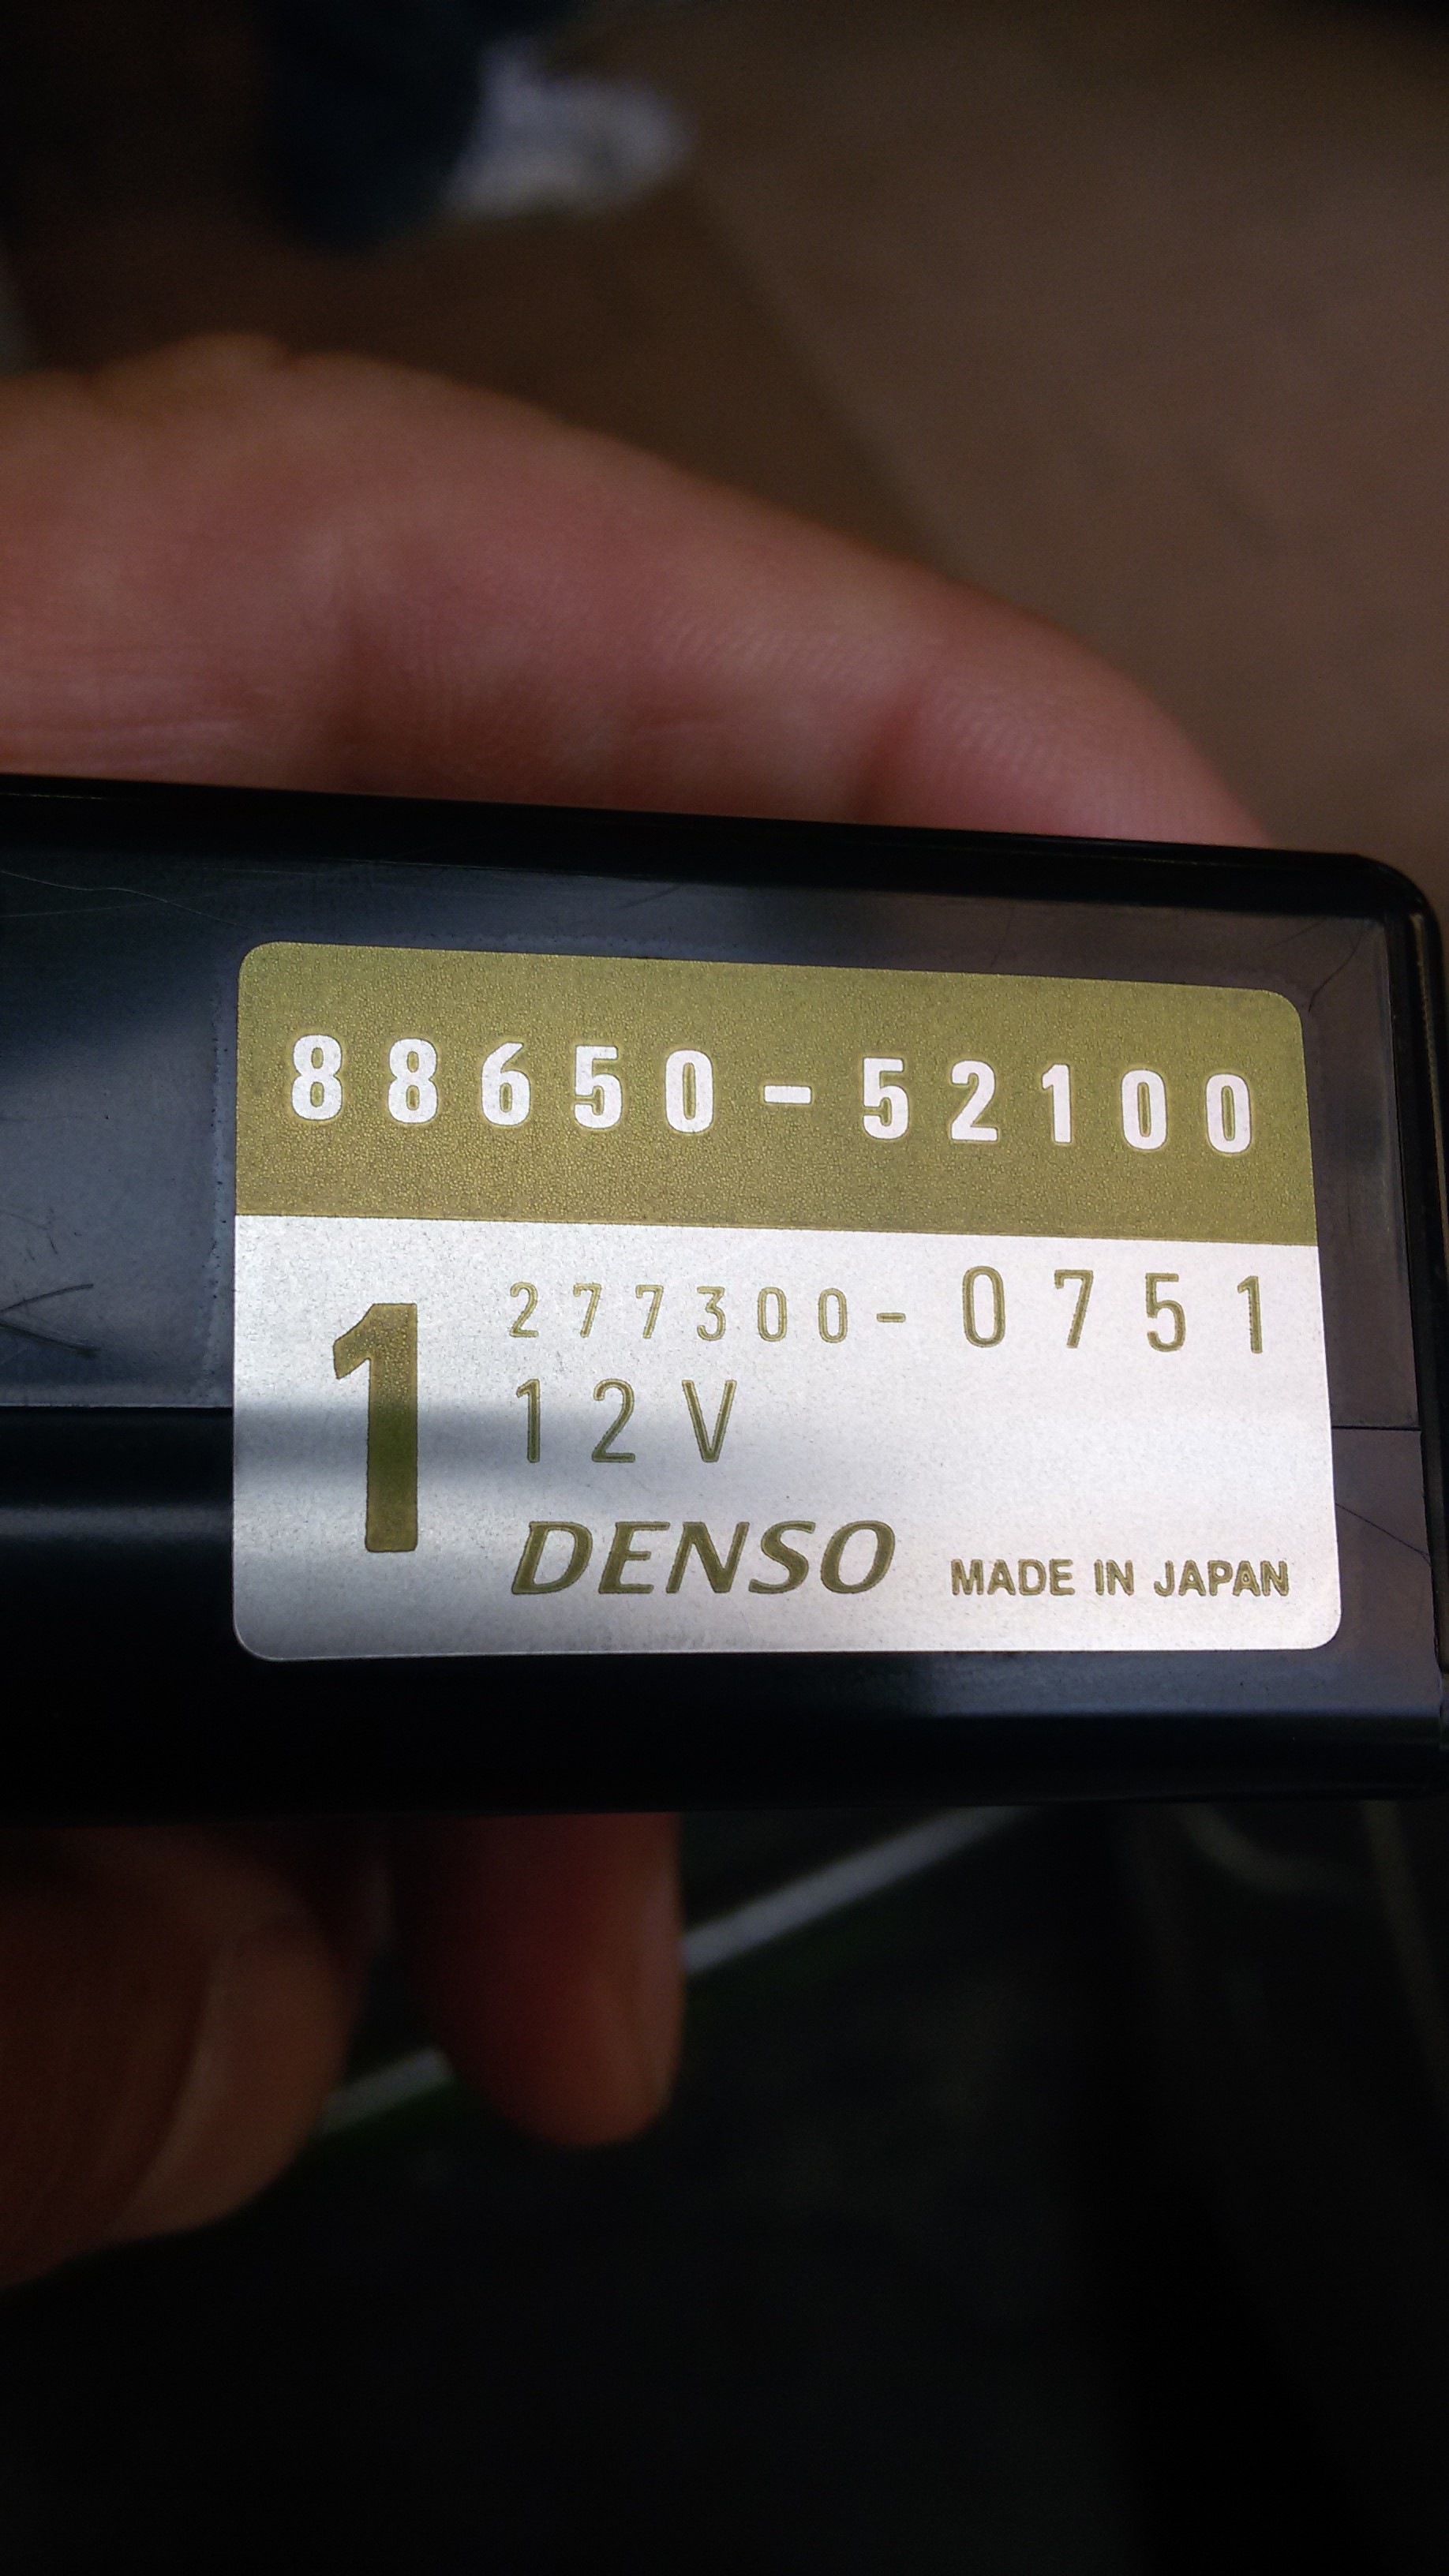 88650-52100
1
277300-0751
12V
DENSO MADE IN JAPAN